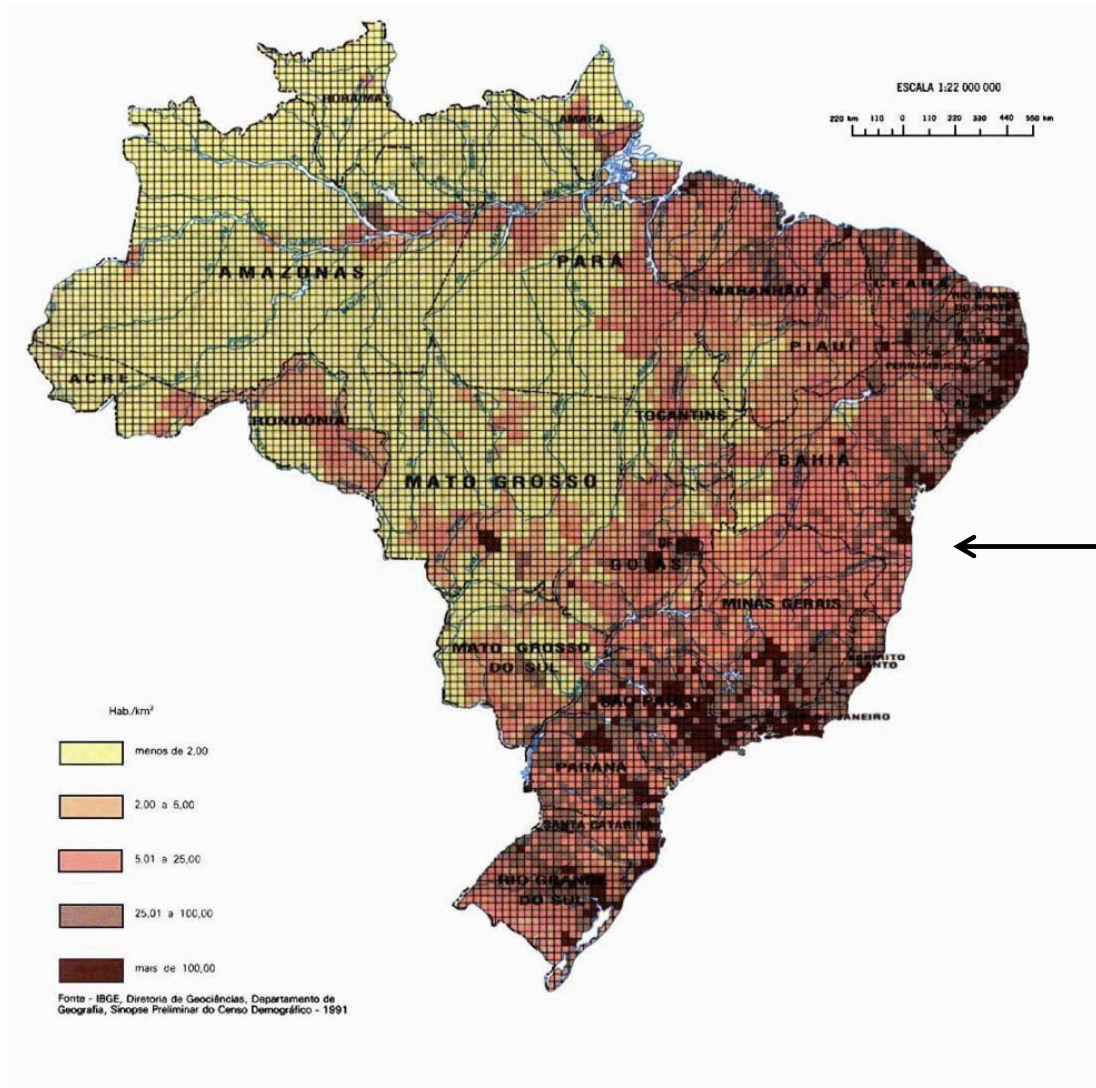 ESCALA 1:22 000 000
220 km 110 0 110 220 330 440 550 km
RORAIMA
AMAPÁ
AMAZONAS
PARÁ
MARANHÃO
CEARÁ
RIO GRANDE
DO NORTE
PIAUÍ
PERNAMBUCO
ACRE
RONDÔNIA
TOCANTINS
BAHIA
MATO GROSSO
DF
GOIÁS
MINAS GERAIS
MATO GROSSO
DO SUL
ESPÍRITO
SANTO
SÃO PAULO
JANEIRO
PARANÁ
SANTA CATARINA
RIO GRANDE
DO SUL
Hab./km²
menos de 2,00
2,00 a 5,00
5,01 a 25,00
25,01 a 100,00
mais de 100,00
Fonte - IBGE, Diretoria de Geociências, Departamento de
Geografia, Sinopse Preliminar do Censo Demográfico - 1991